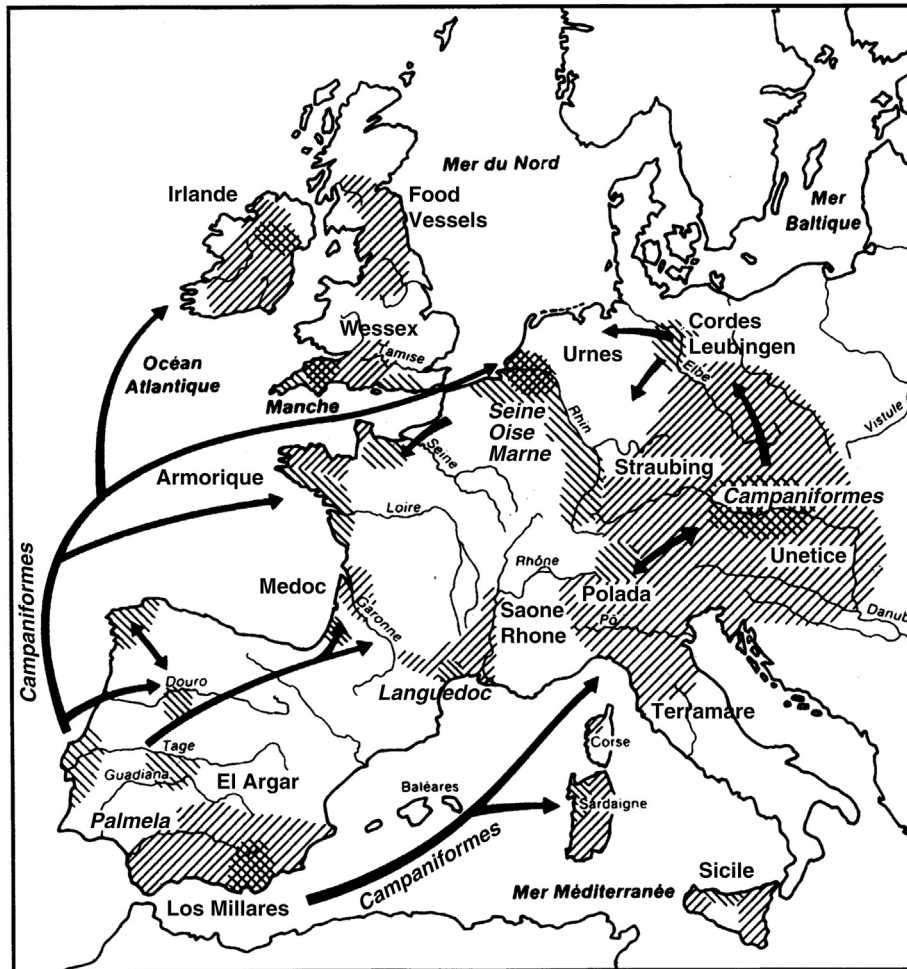 Mer du Nord
Irlande
Food
Vessels
Mer
Baltique
Cordes
Leubingen
Wessex
Tamise
Urnes
Elbe
Océan
Atlantique
Manche
Seine
Oise
Marne
Rhin
Vistule
Seine
Armorique
Straubing
Campaniformes
Loire
Unetice
Rhône
Polada
Medoc
Garonne
Saone
Rhone
Pô
Danub
Campaniformes
Douro
Languedoc
Terramare
Tage
Corse
Guadiana
El Argar
Baléares
Sardaigne
Palmela
Campaniformes
Sicile
Los Millares
Mer Méditerranée